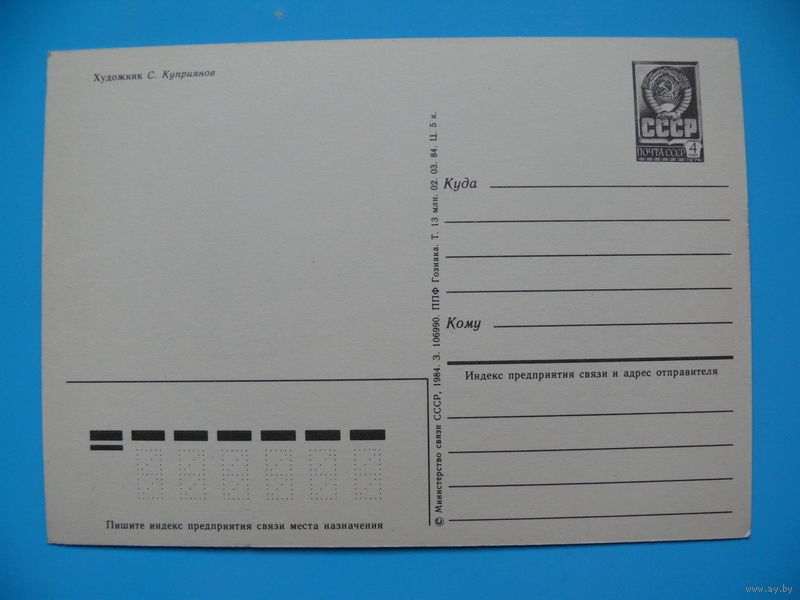 Художник С. Куприянов
СССР
ПОЧТА СССР 4
Куда
Кому
Индекс предприятия связи и адрес отправителя
© Министерство связи СССР, 1984. З. 106990. ППФ Гознака. Т. 13 млн. 02. 03. 84. Ц. 5 к.
Пишите индекс предприятия связи места назначения
www.ay.by